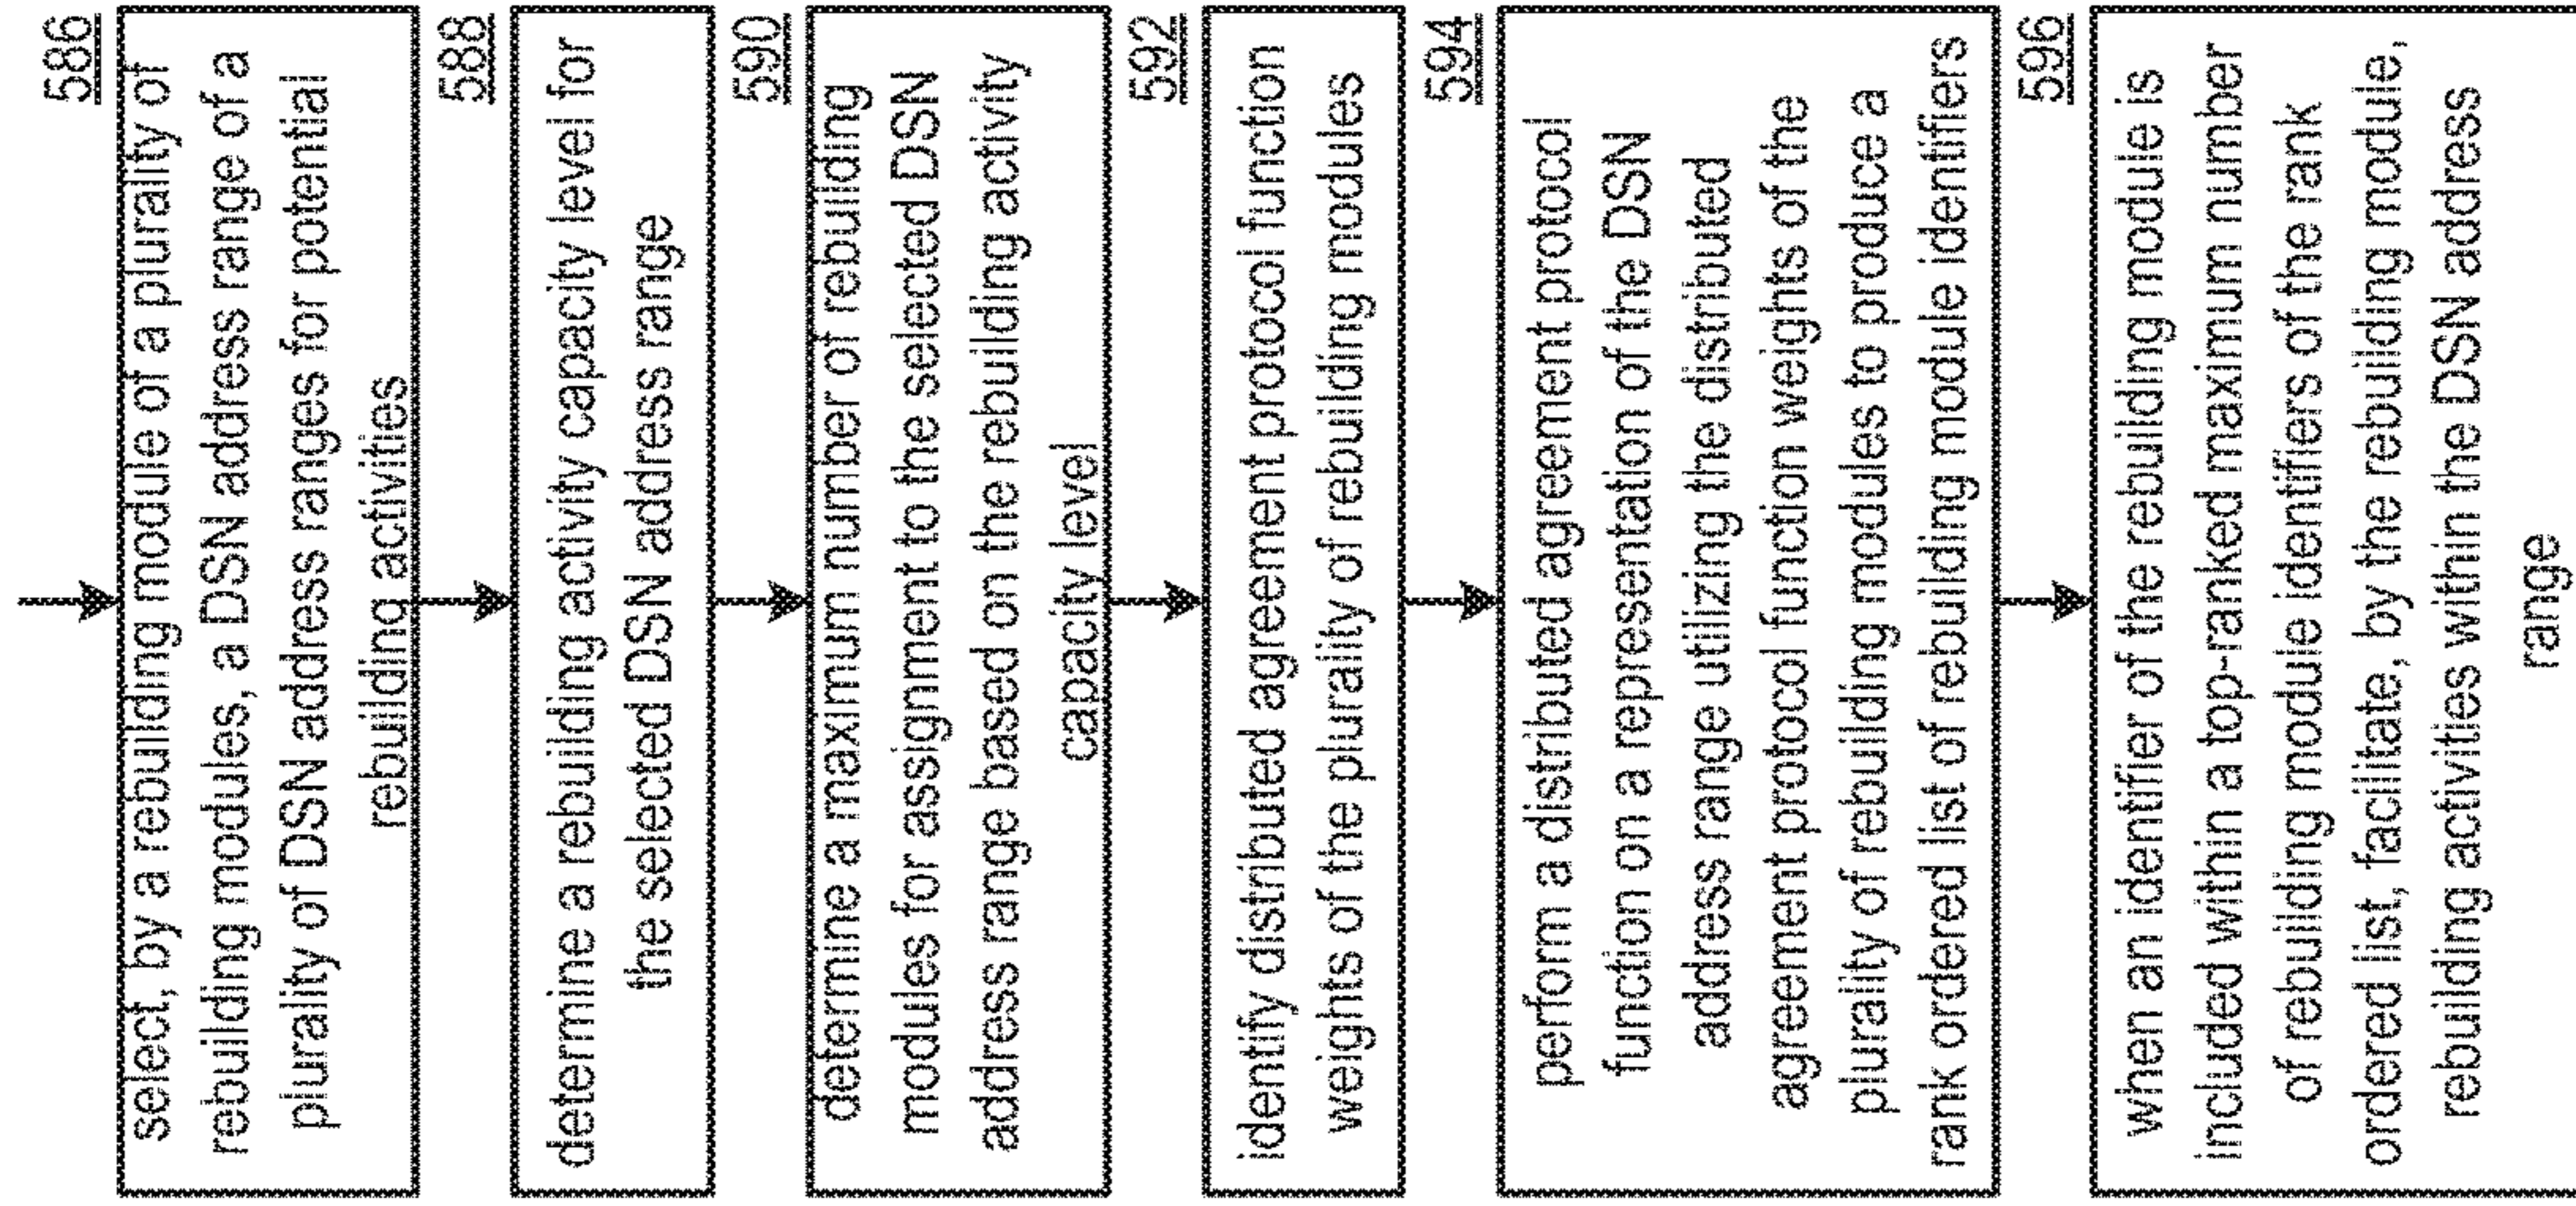 586
select, by a rebuilding module of a plurality of
rebuilding modules, a DSN address range of a
plurality of DSN address ranges for potential
rebuilding activities
588
determine a rebuilding activity capacity level for
the selected DSN address range
590
determine a maximum number of rebuilding
modules for assignment to the selected DSN
address range based on the rebuilding activity
capacity level
592
identify distributed agreement protocol function
weights of the plurality of rebuilding modules
594
perform a distributed agreement protocol
function on a representation of the DSN
address range utilizing the distributed
agreement protocol function weights of the
plurality of rebuilding modules to produce a
rank ordered list of rebuilding module identifiers
596
when an identifier of the rebuilding module is
included within a top-ranked maximum number
of rebuilding module identifiers of the rank
ordered list, facilitate, by the rebuilding module,
rebuilding activities within the DSN address
range